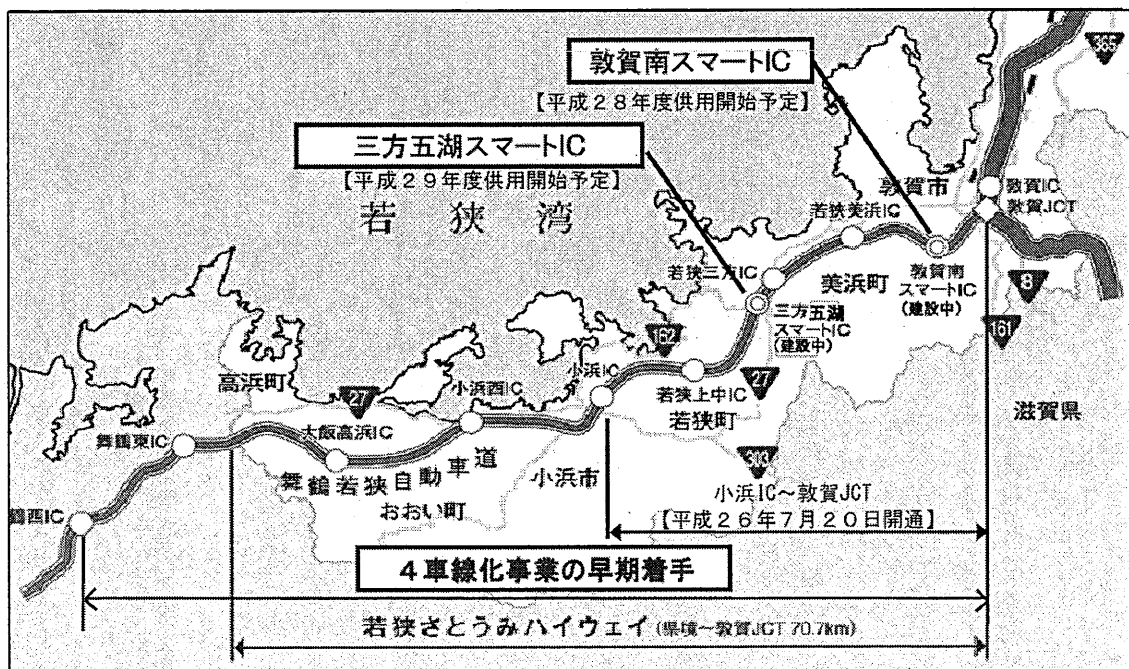 敦賀南スマートIC
【平成28年度供用開始予定】
365
三方五湖スマートIC
【平成29年度供用開始予定】
若狭湾
敦賀市
敦賀IC
敦賀JCT
若狭美浜IC
若狭三方IC
美浜町
敦賀南
スマートIC
(建設中)
8
三方五湖
スマートIC
(建設中)
161
162
高浜町
小浜IC
27
小浜西IC
若狭上中IC
27
若狭町
滋賀県
舞鶴東IC
大飯高浜IC
舞鶴若狭自動車道
小浜市
303
おおい町
小浜IC~敦賀JCT
【平成26年7月20日開通】
鶴西IC
4車線化事業の早期着手
若狭さとうみハイウェイ(県境~敦賀JCT 70.7km)